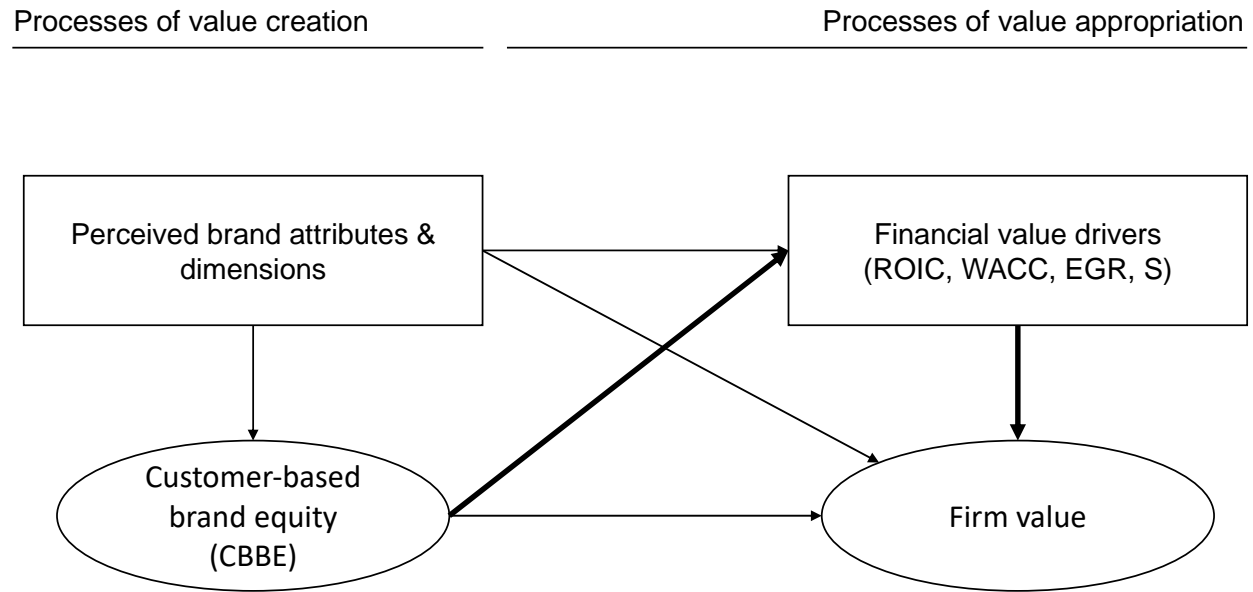 Processes of value creation
Processes of value appropriation
Perceived brand attributes &
dimensions
Financial value drivers
(ROIC, WACC, EGR, S)
Customer-based
brand equity
(CBBE)
Firm value